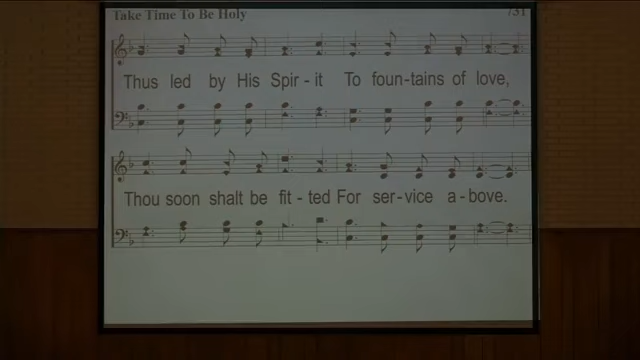 Take Time To Be Holy 731
Thus led by His Spir - it To foun - tains of love,
Thou soon shalt be fit - ted For ser - vice a - bove.